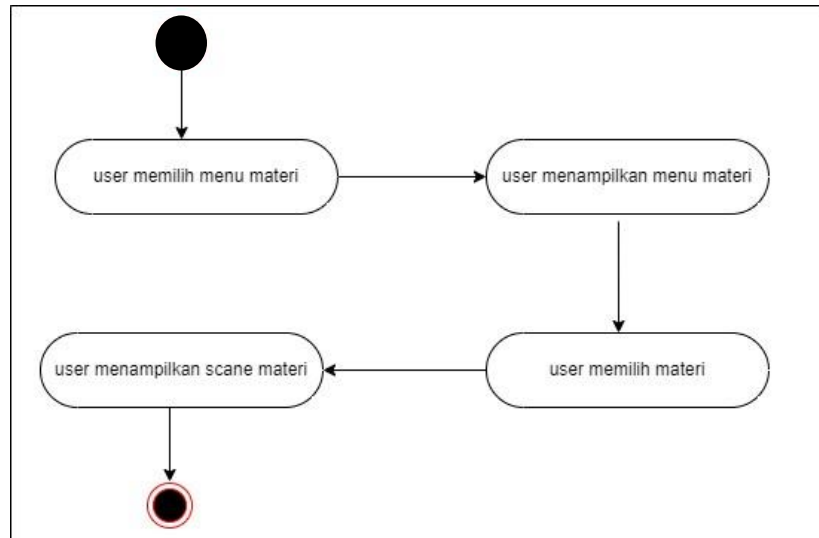 user memilih menu materi
user menampilkan menu materi
user memilih materi
user menampilkan scane materi